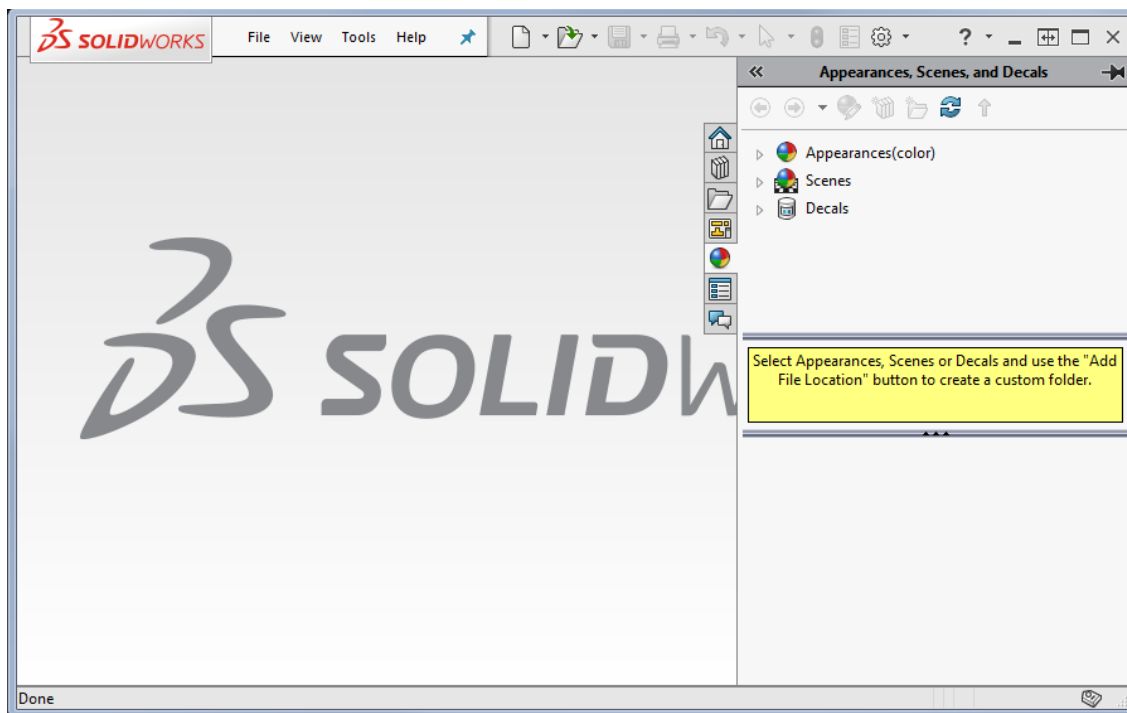 SOLIDWORKS
File View Tools Help
?
Appearances, Scenes, and Decals
Appearances(color)
Scenes
Decals
SOLIDW
Select Appearances, Scenes or Decals and use the "Add
File Location" button to create a custom folder.
Done